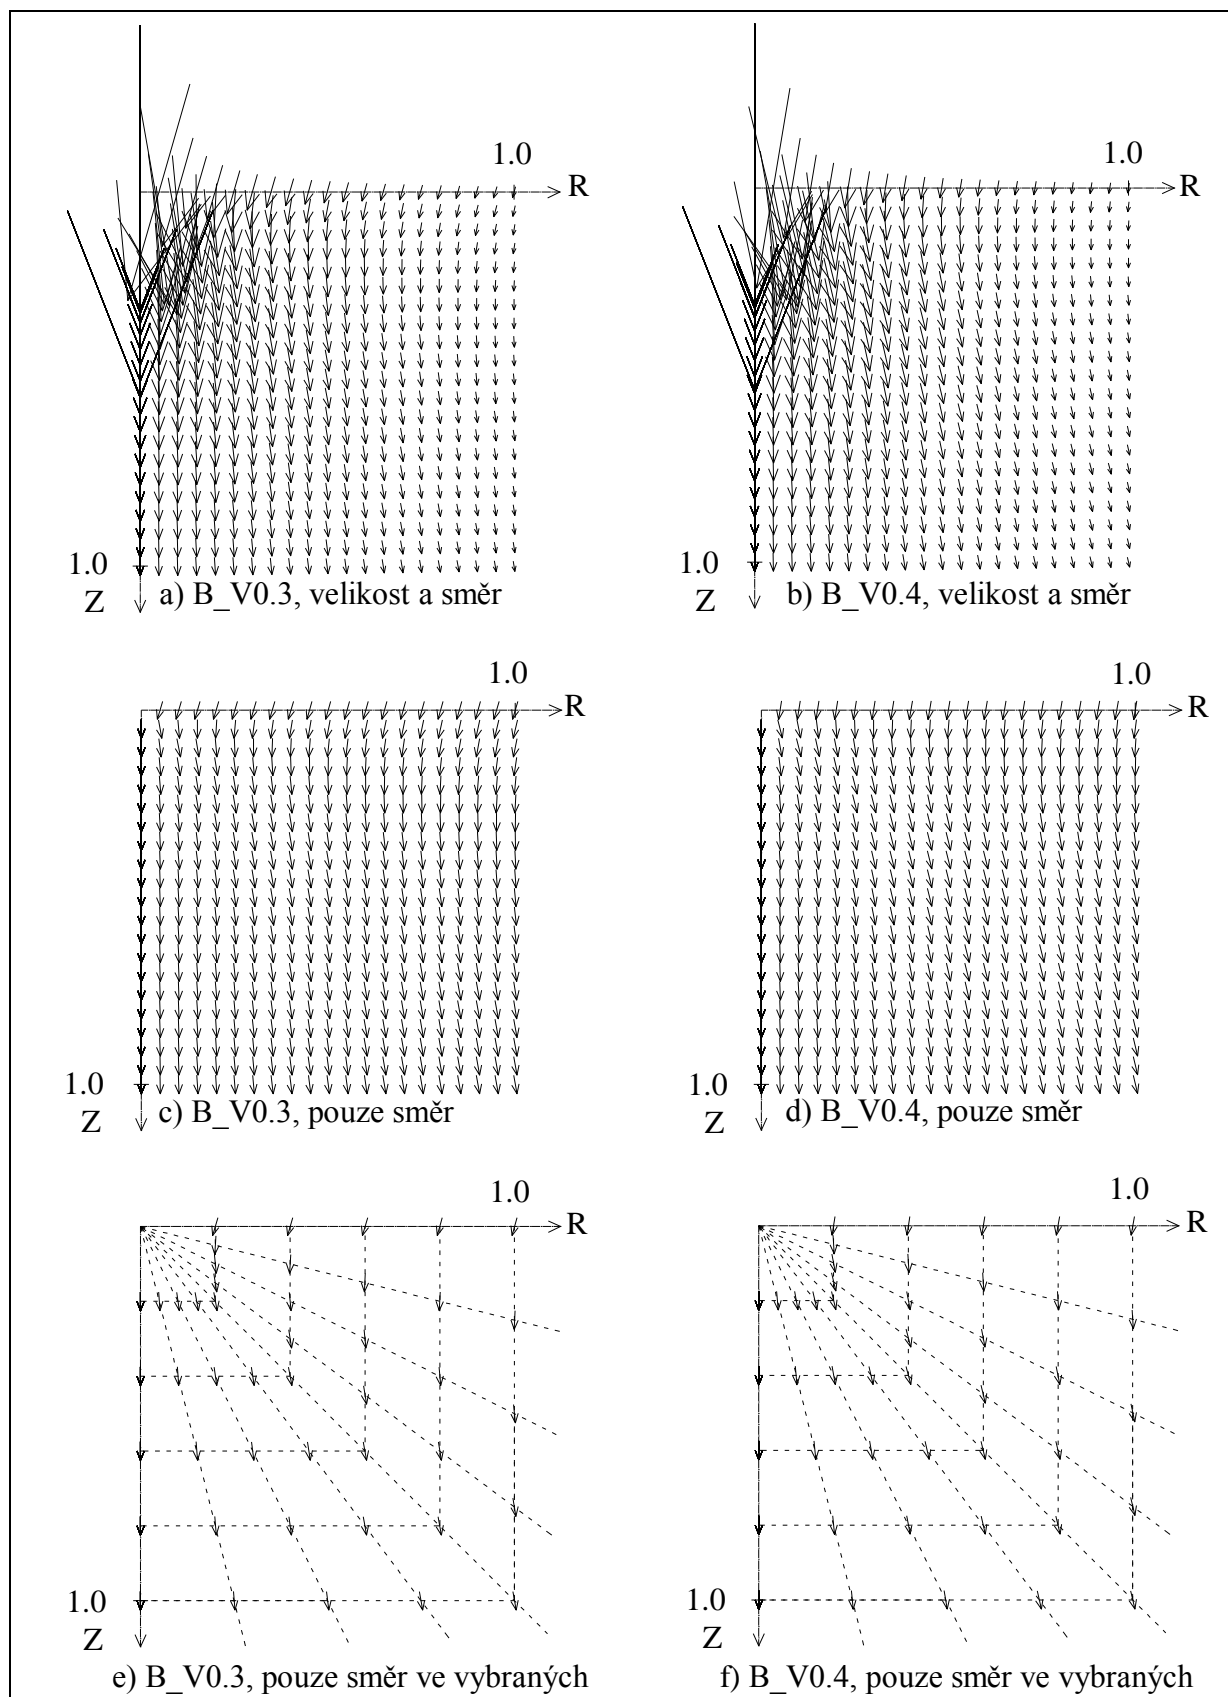 1.0
R
1.0
Z
a) B_V0.3, velikost a směr
1.0
R
1.0
Z
b) B_V0.4, velikost a směr
1.0
R
1.0
Z
c) B_V0.3, pouze směr
1.0
R
1.0
Z
d) B_V0.4, pouze směr
1.0
R
1.0
Z
e) B_V0.3, pouze směr ve vybraných
1.0
R
1.0
Z
f) B_V0.4, pouze směr ve vybraných